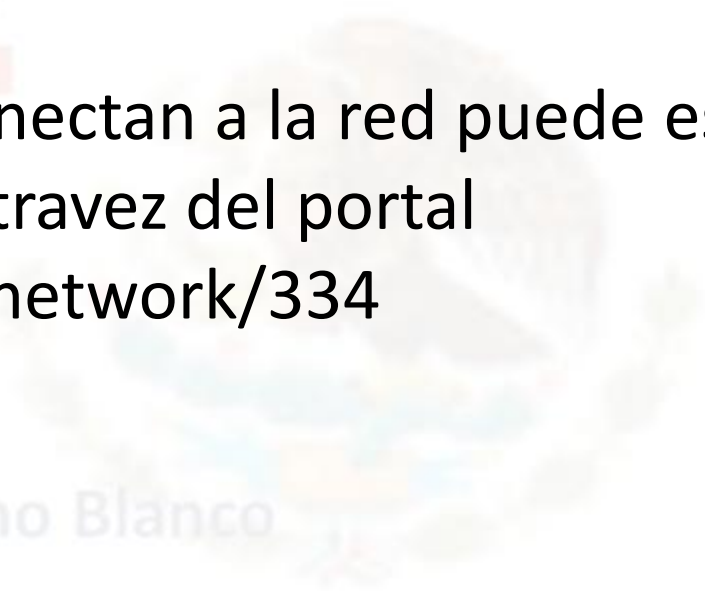 nectan a la red puede es
travez del portal
network/334
no Blanco